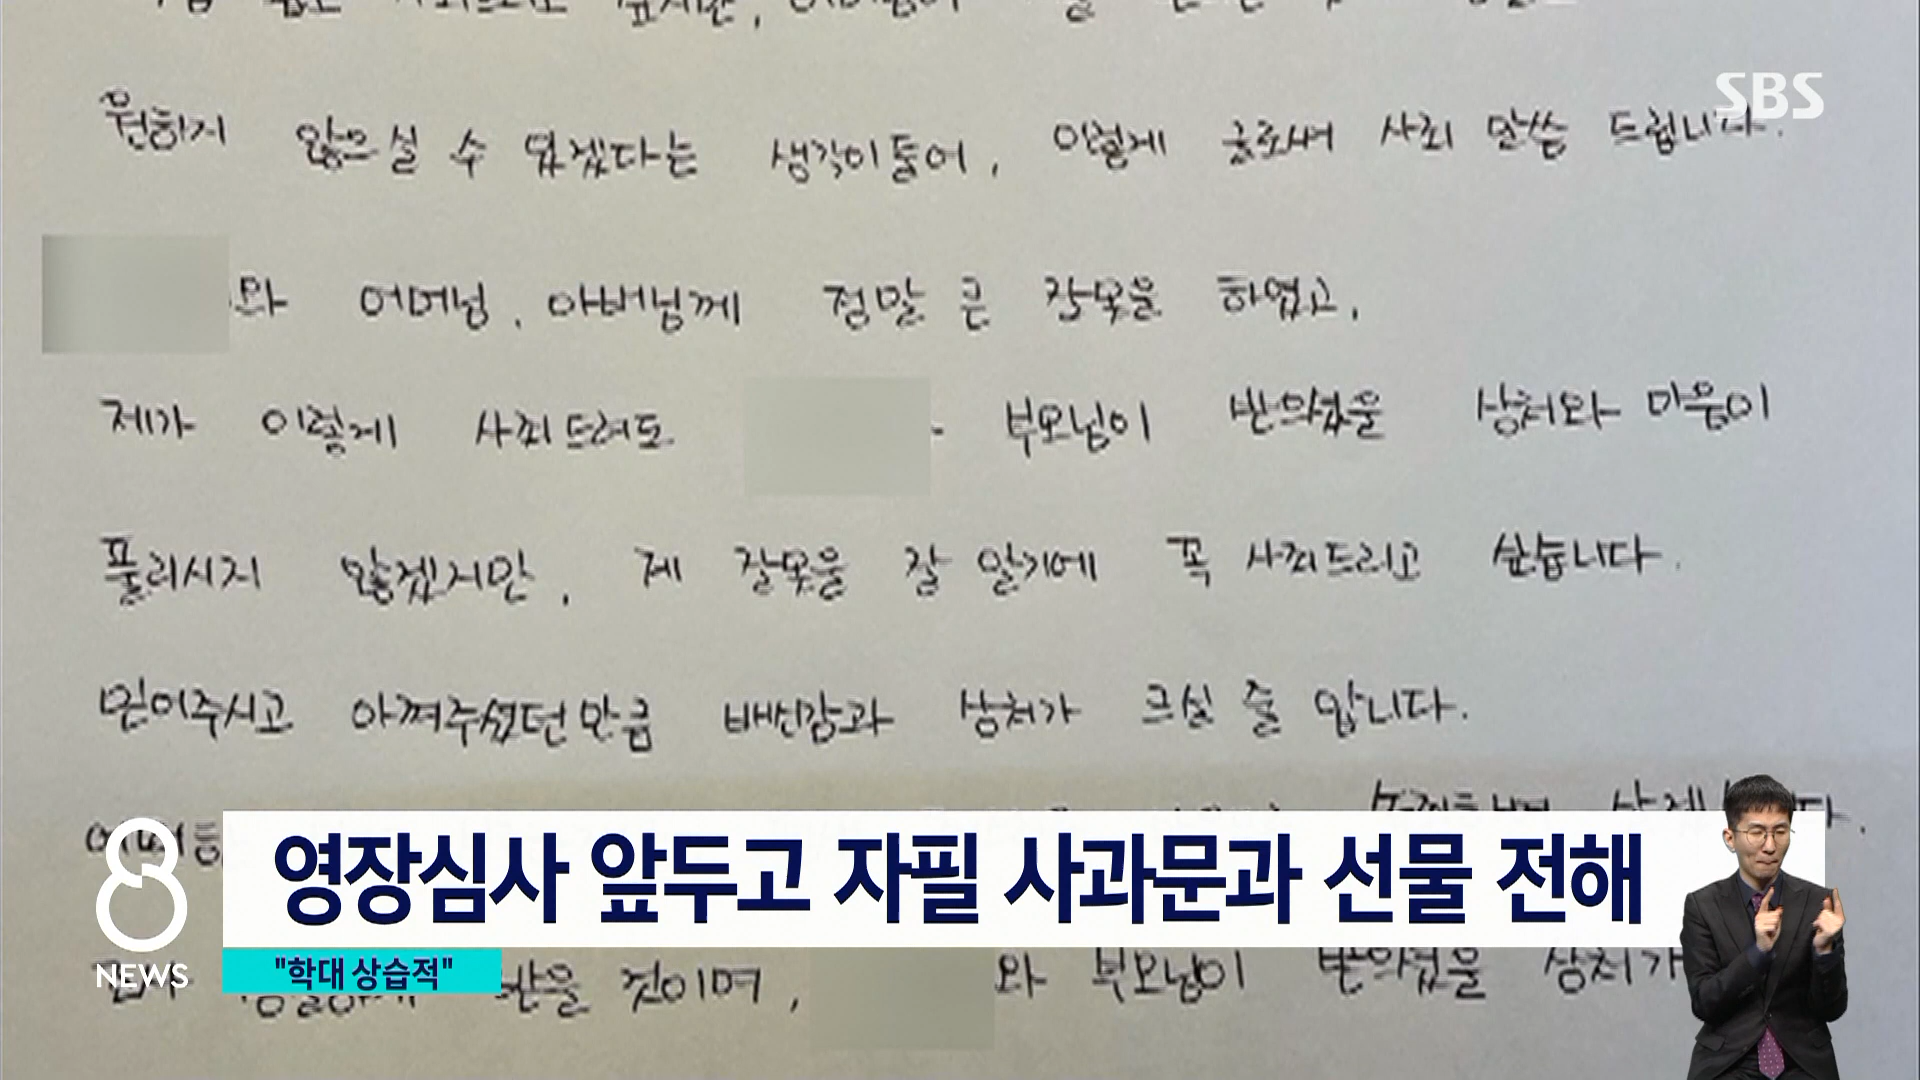 SBS
원하지 않으실 수 있겠다는 생각이 들어, 이렇게 글로써 사죄 말씀 드립니다.
와 어머님, 아버님께 정말 큰 잘못을 하였고,
제가 이렇게 사죄드려도 부모님이 받으셨을 상처와 마음이
풀리시지 않겠지만, 제 잘못을 잘 알기에 꼭 사죄드리고 싶습니다.
믿어주시고 아껴주셨던 만큼 배신감과 상처가 크실 줄 압니다.
영장심사 앞두고 자필 사과문과 선물 전해
8 NEWS
"학대 상습적"
것이며, 와 부모님이 받으셨을 상처가